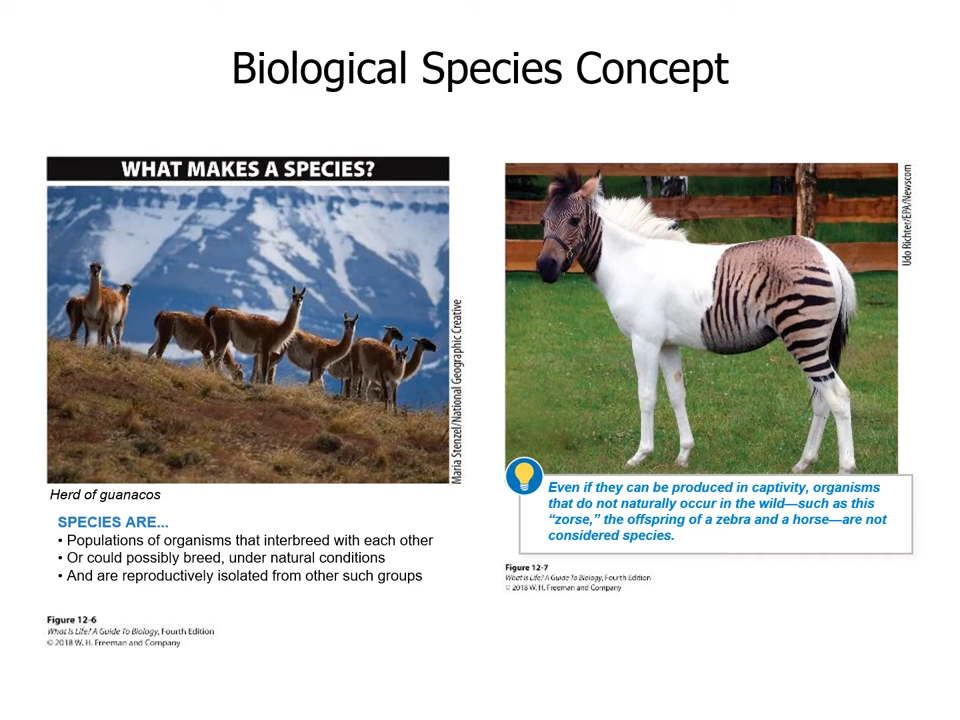 Biological Species Concept
WHAT MAKES A SPECIES?
Maria Stenzel/National Geographic Creative
Herd of guanacos
SPECIES ARE...
• Populations of organisms that interbreed with each other
• Or could possibly breed, under natural conditions
• And are reproductively isolated from other such groups
Figure 12-6
What Is Life? A Guide To Biology, Fourth Edition
© 2018 W. H. Freeman and Company
Udo Richter/EPA/Newscom
Even if they can be produced in captivity, organisms
that do not naturally occur in the wild—such as this
“zorse,” the offspring of a zebra and a horse—are not
considered species.
Figure 12-7
What Is Life? A Guide To Biology, Fourth Edition
© 2018 W. H. Freeman and Company